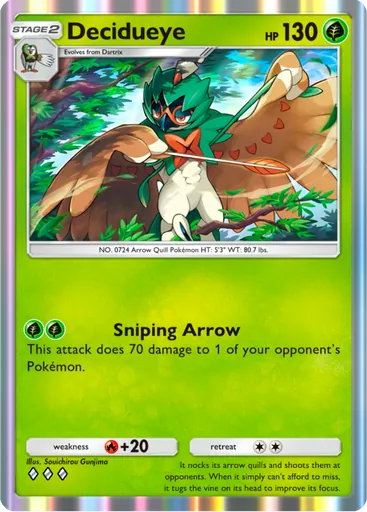 STAGE 2
Decidueye
HP 130
Evolves from Dartrix
NO. 0724 Arrow Quill Pokémon HT: 5'3" WT: 80.7 lbs.
Sniping Arrow
This attack does 70 damage to 1 of your opponent's
Pokémon.
weakness +20 retreat
Illus. Souichirou Gunjima
It nocks its arrow quills and shoots them at
opponents. When it simply can't afford to miss,
it tugs the vine on its head to improve its focus.